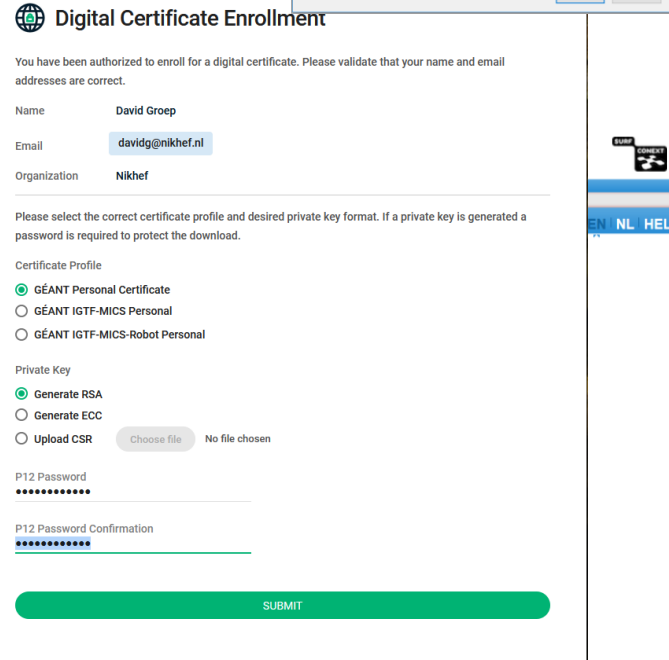 Digital Certificate Enrollment
You have been authorized to enroll for a digital certificate. Please validate that your name and email
addresses are correct.
Name David Groep
Email davidg@nikhef.nl
Organization Nikhef
Please select the correct certificate profile and desired private key format. If a private key is generated a
password is required to protect the download.
Certificate Profile
GÉANT Personal Certificate
GÉANT IGTF-MICS Personal
GÉANT IGTF-MICS-Robot Personal
Private Key
Generate RSA
Generate ECC
Upload CSR Choose file No file chosen
P12 Password
••••••••••••
P12 Password Confirmation
••••••••••••
SUBMIT
SURF
CONEXT
EN | NL | HEL